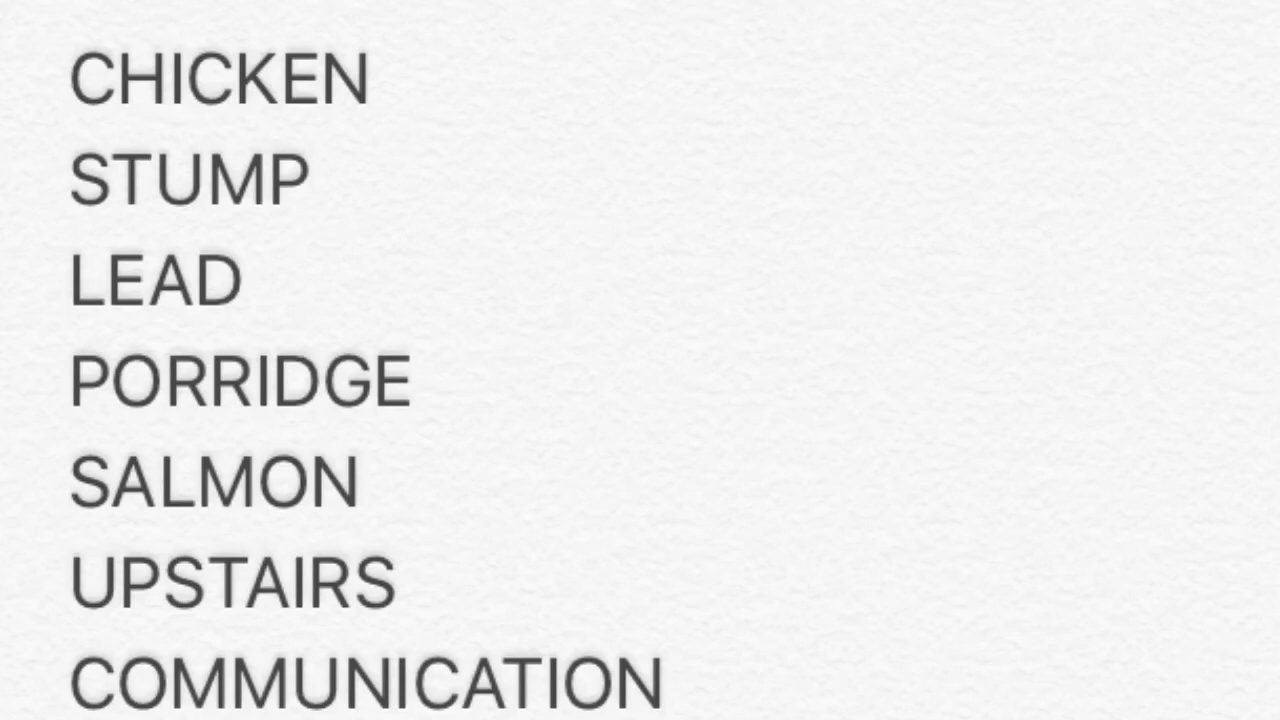 CHICKEN
STUMP
LEAD
PORRIDGE
SALMON
UPSTAIRS
COMMUNICATION